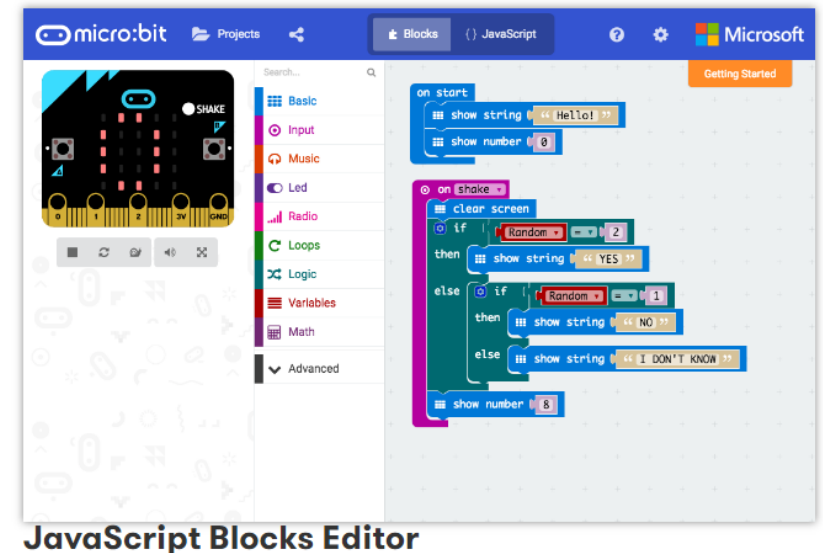 micro:bit Projects Blocks {} JavaScript ? Microsoft
Search...
Getting Started
SHAKE
B
A
0 1 2 3V GND
Basic
Input
Music
Led
Radio
Loops
Logic
Variables
Math
Advanced
on start
show string “ Hello! ”
show number 0
on shake
clear screen
if Random = 2
then show string “ YES ”
else if Random = 1
then show string “ NO ”
else show string “ I DON'T KNOW ”
show number 8
JavaScript Blocks Editor